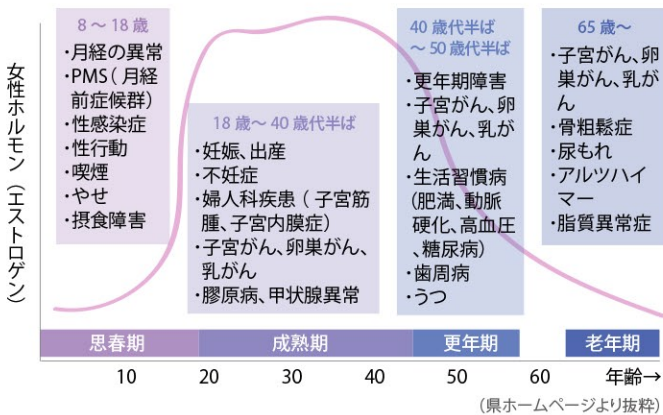 女性ホルモン（エストロゲン）
8～18歳
・月経の異常
・PMS（月経
前症候群）
・性感染症
・性行動
・喫煙
・やせ
・摂食障害
18歳～40歳代半ば
・妊娠、出産
・不妊症
・婦人科疾患（子宮筋
腫、子宮内膜症）
・子宮がん、卵巣がん、
乳がん
・膠原病、甲状腺異常
40歳代半ば
～50歳代半ば
・更年期障害
・子宮がん、卵
巣がん、乳が
ん
・生活習慣病
(肥満、動脈
硬化、高血圧
、糖尿病)
・歯周病
・うつ
65歳～
・子宮がん、卵
巣がん、乳が
ん
・骨粗鬆症
・尿もれ
・アルツハイ
マー
・脂質異常症
思春期 成熟期 更年期 老年期
10 20 30 40 50 60 年齢→
（県ホームページより抜粋）